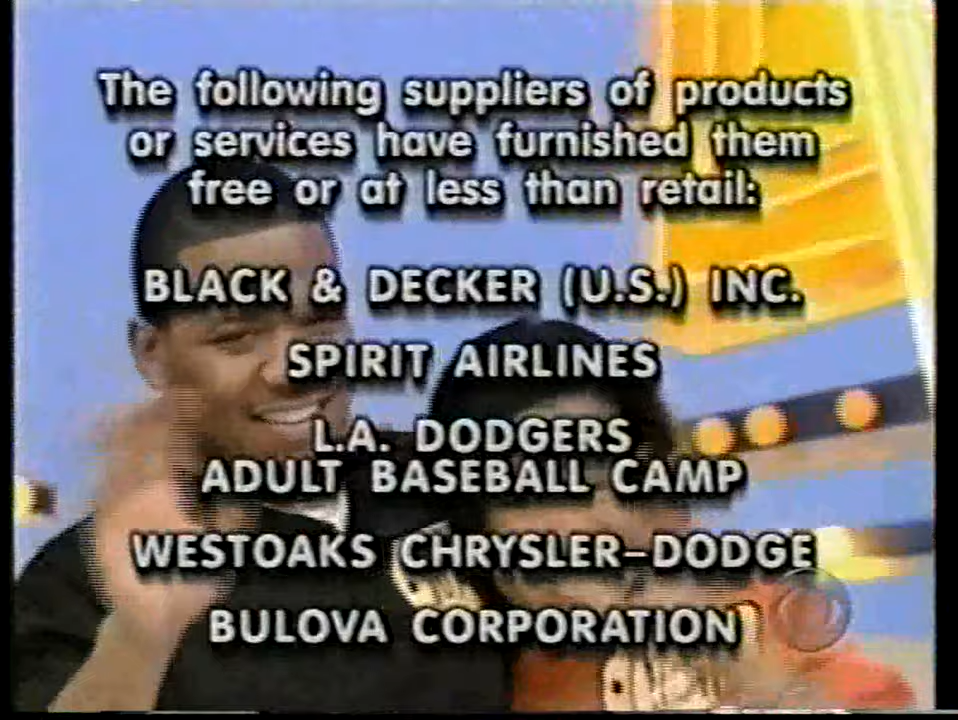 The following suppliers of products
or services have furnished them
free or at less than retail:
BLACK & DECKER (U.S.) INC.
SPIRIT AIRLINES
L.A. DODGERS
ADULT BASEBALL CAMP
WESTOAKS CHRYSLER-DODGE
BULOVA CORPORATION